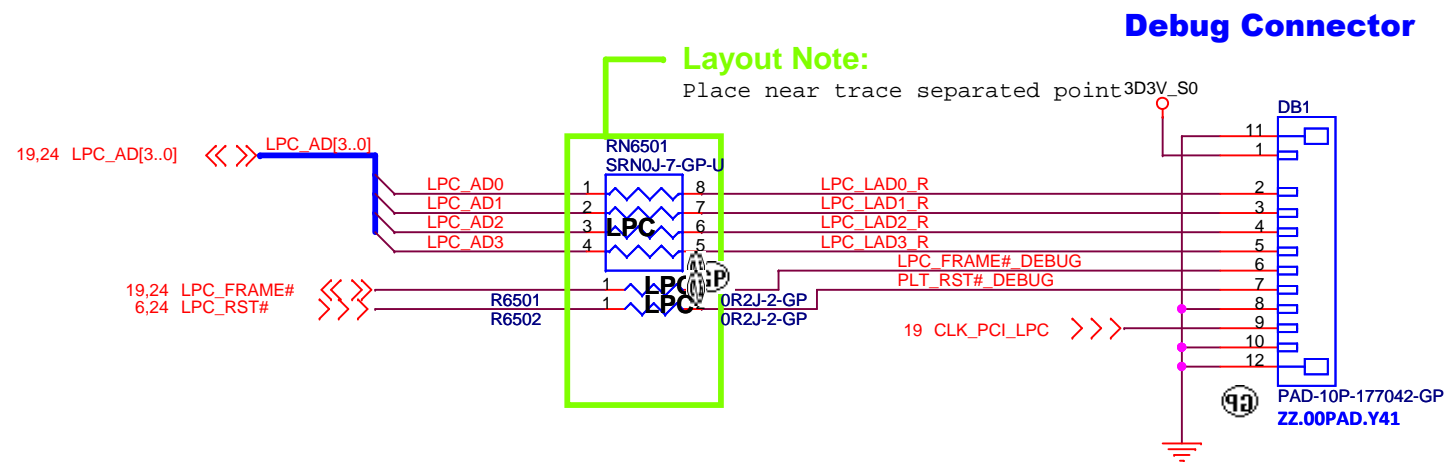 Debug Connector
Layout Note:
Place near trace separated point
3D3V_S0
DB1
RN6501
SRN0J-7-GP-U
19,24 LPC_AD[3..0]
LPC_AD[3..0]
11
1
LPC_AD0 1 8 LPC_LAD0_R 2
LPC_AD1 2 7 LPC_LAD1_R 3
LPC_AD2 3 LPC 6 LPC_LAD2_R 4
LPC_AD3 4 5 LPC_LAD3_R 5
LPC_FRAME#_DEBUG 6
19,24 LPC_FRAME# 1 LPC GP PLT_RST#_DEBUG 7
R6501 0R2J-2-GP
6,24 LPC_RST# 1 LPC 8
R6502 0R2J-2-GP
19 CLK_PCI_LPC 9
10
12
GP
PAD-10P-177042-GP
ZZ.00PAD.Y41